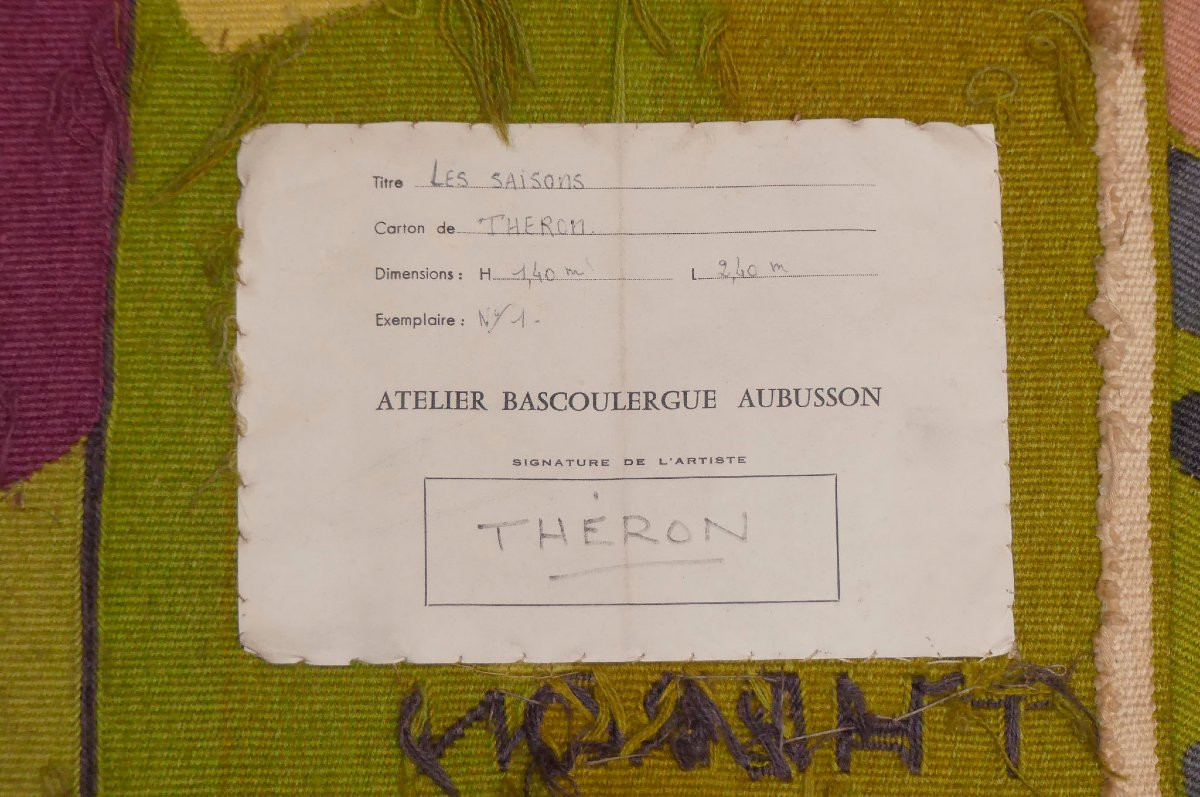 Titre LES SAISONS
Carton de THERON.
Dimensions: H 1,40 m L 2,40 m
Exemplaire: N° 1 -
ATELIER BASCOULERGUE AUBUSSON
SIGNATURE DE L'ARTISTE
THÉRON